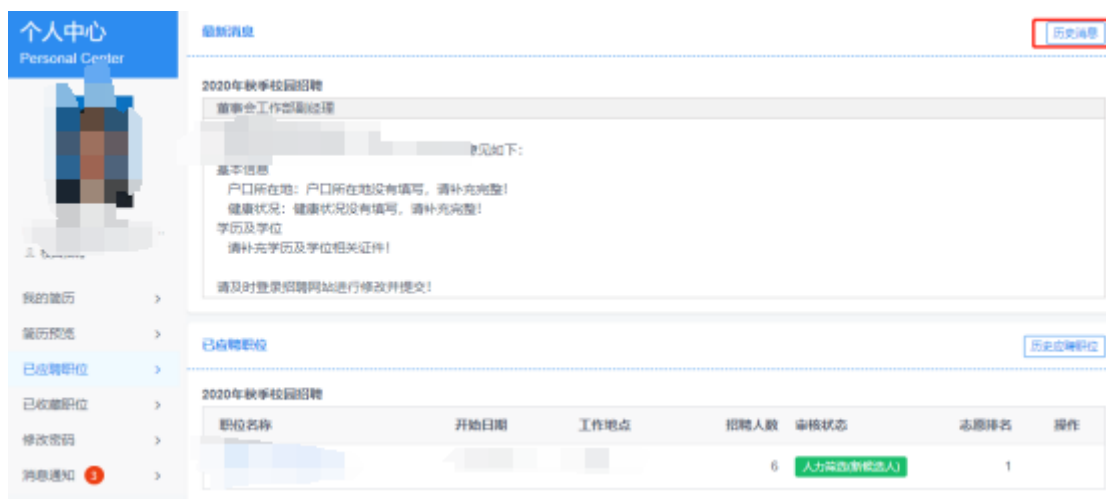 个人中心
Personal Center
最新消息
历史消息
2020年秋季校园招聘
董事会工作部副经理
意见如下：
基本信息
户口所在地：户口所在地没有填写，请补充完整！
健康状况：健康状况没有填写，请补充完整！
学历及学位
请补充学历及学位相关证件！
请及时登录招聘网站进行修改并提交！
我的简历
简历预览
已应聘职位
已收藏职位
修改密码
消息通知 3
已应聘职位
历史应聘职位
2020年秋季校园招聘
职位名称 开始日期 工作地点 招聘人数 审核状态 志愿排名 操作
6 人力筛选(新候选人) 1